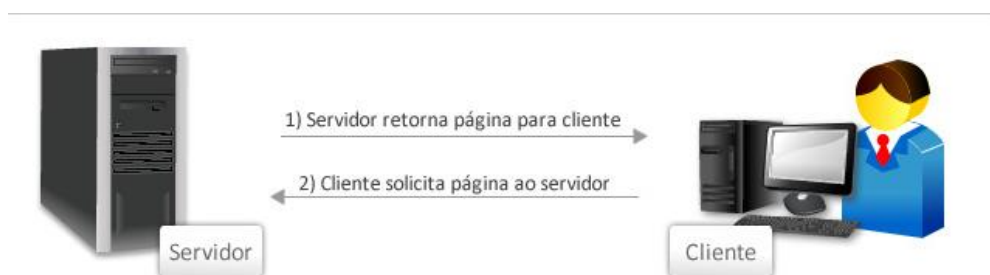 1) Servidor retorna página para cliente
2) Cliente solicita página ao servidor
Servidor
Cliente